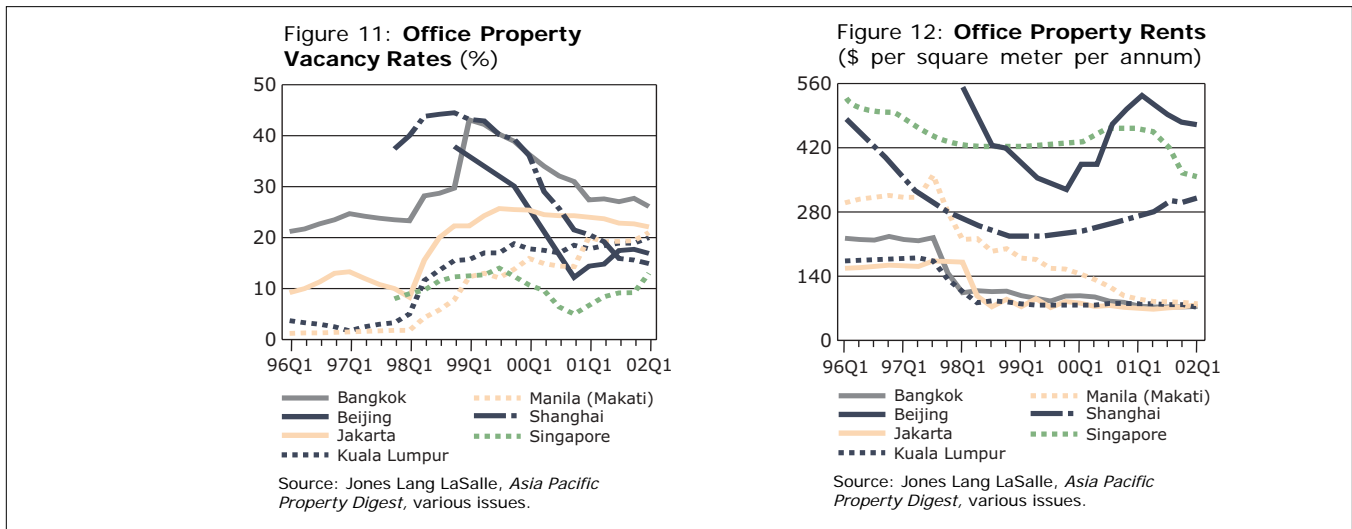 Figure 11: Office Property
Vacancy Rates (%)
50
40
30
20
10
0
96Q1 97Q1 98Q1 99Q1 00Q1 01Q1 02Q1
Bangkok
Beijing
Jakarta
Kuala Lumpur
Manila (Makati)
Shanghai
Singapore
Source: Jones Lang LaSalle, Asia Pacific
Property Digest, various issues.
Figure 12: Office Property Rents
($ per square meter per annum)
560
420
280
140
0
96Q1 97Q1 98Q1 99Q1 00Q1 01Q1 02Q1
Bangkok
Beijing
Jakarta
Kuala Lumpur
Manila (Makati)
Shanghai
Singapore
Source: Jones Lang LaSalle, Asia Pacific
Property Digest, various issues.